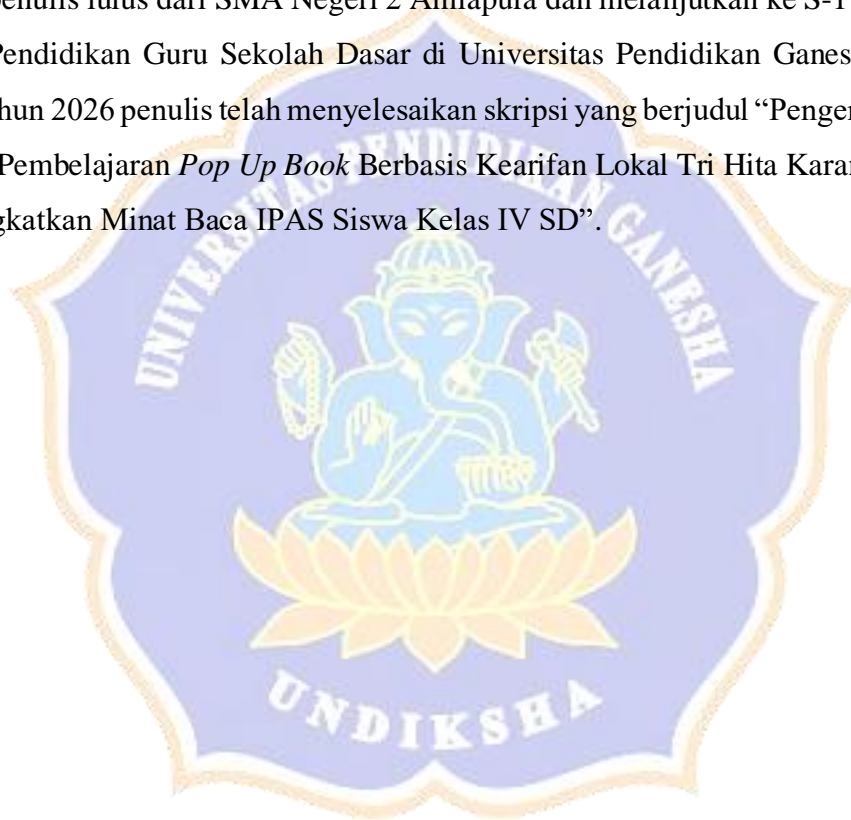 penulis lulus dari SMA Negeri 2 Amlapura dan melanjutkan ke S-1
Pendidikan Guru Sekolah Dasar di Universitas Pendidikan Ganes
hun 2026 penulis telah menyelesaikan skripsi yang berjudul “Penge
Pembelajaran Pop Up Book Berbasis Kearifan Lokal Tri Hita Kara
gkatkan Minat Baca IPAS Siswa Kelas IV SD”.
UNIVERSITAS PENDIDIKAN GANESHA
UNDIKSHA